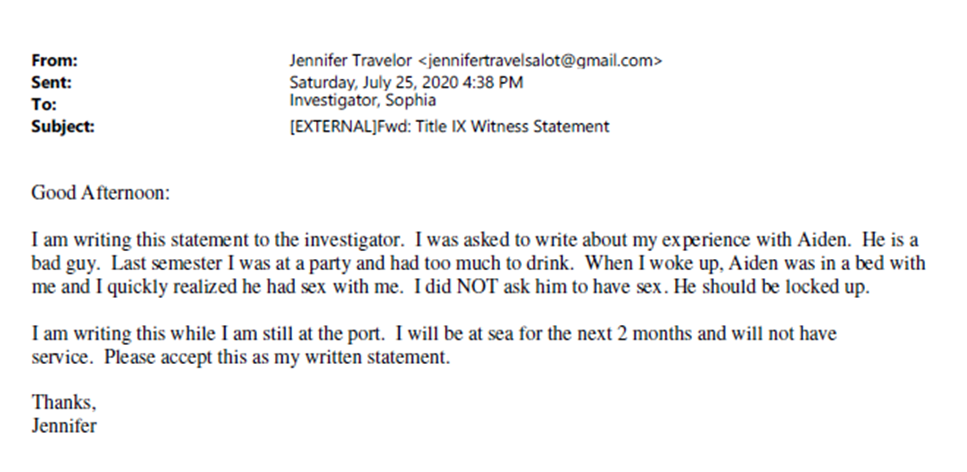 From: Jennifer Travelor <jennifertravelsalot@gmail.com>
Sent: Saturday, July 25, 2020 4:38 PM
To: Investigator, Sophia
Subject: [EXTERNAL]Fwd: Title IX Witness Statement
Good Afternoon:
I am writing this statement to the investigator.  I was asked to write about my experience with Aiden.  He is a
bad guy.  Last semester I was at a party and had too much to drink.  When I woke up, Aiden was in a bed with
me and I quickly realized he had sex with me.  I did NOT ask him to have sex. He should be locked up.
I am writing this while I am still at the port.  I will be at sea for the next 2 months and will not have
service.  Please accept this as my written statement.
Thanks,
Jennifer